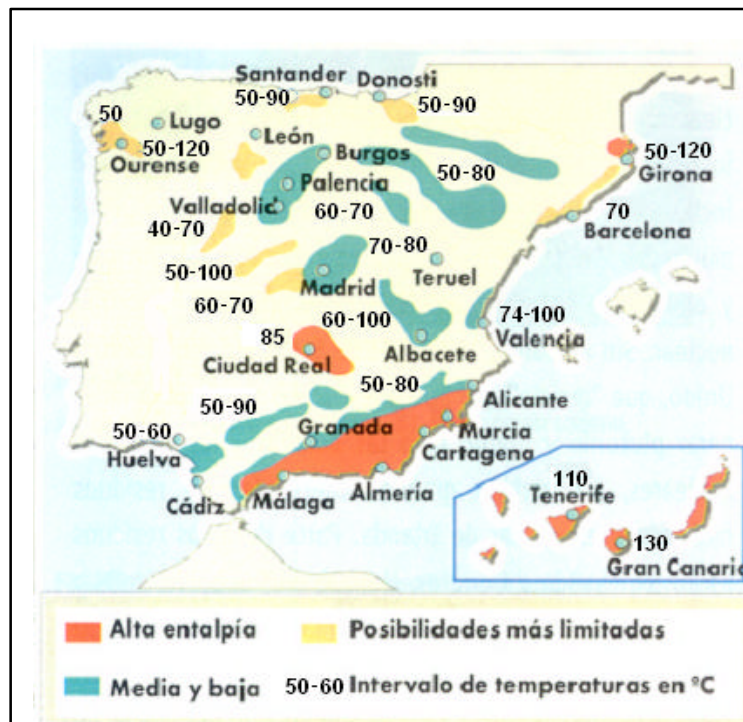 Santander
Donosti
50-90
50-90
50
Lugo
León
50-120
Ourense
Burgos
50-120
Girona
50-80
Palencia
Valladolid
60-70
70
Barcelona
40-70
70-80
Teruel
50-100
Madrid
60-70
60-100
74-100
Valencia
85
Ciudad Real
Albacete
50-80
Alicante
50-90
50-60
Granada
Murcia
Cartagena
Huelva
Cádiz
Málaga
Almería
110
Tenerife
130
Gran Canaria
Alta entalpía
Posibilidades más limitadas
Media y baja
50-60 Intervalo de temperaturas en ºC